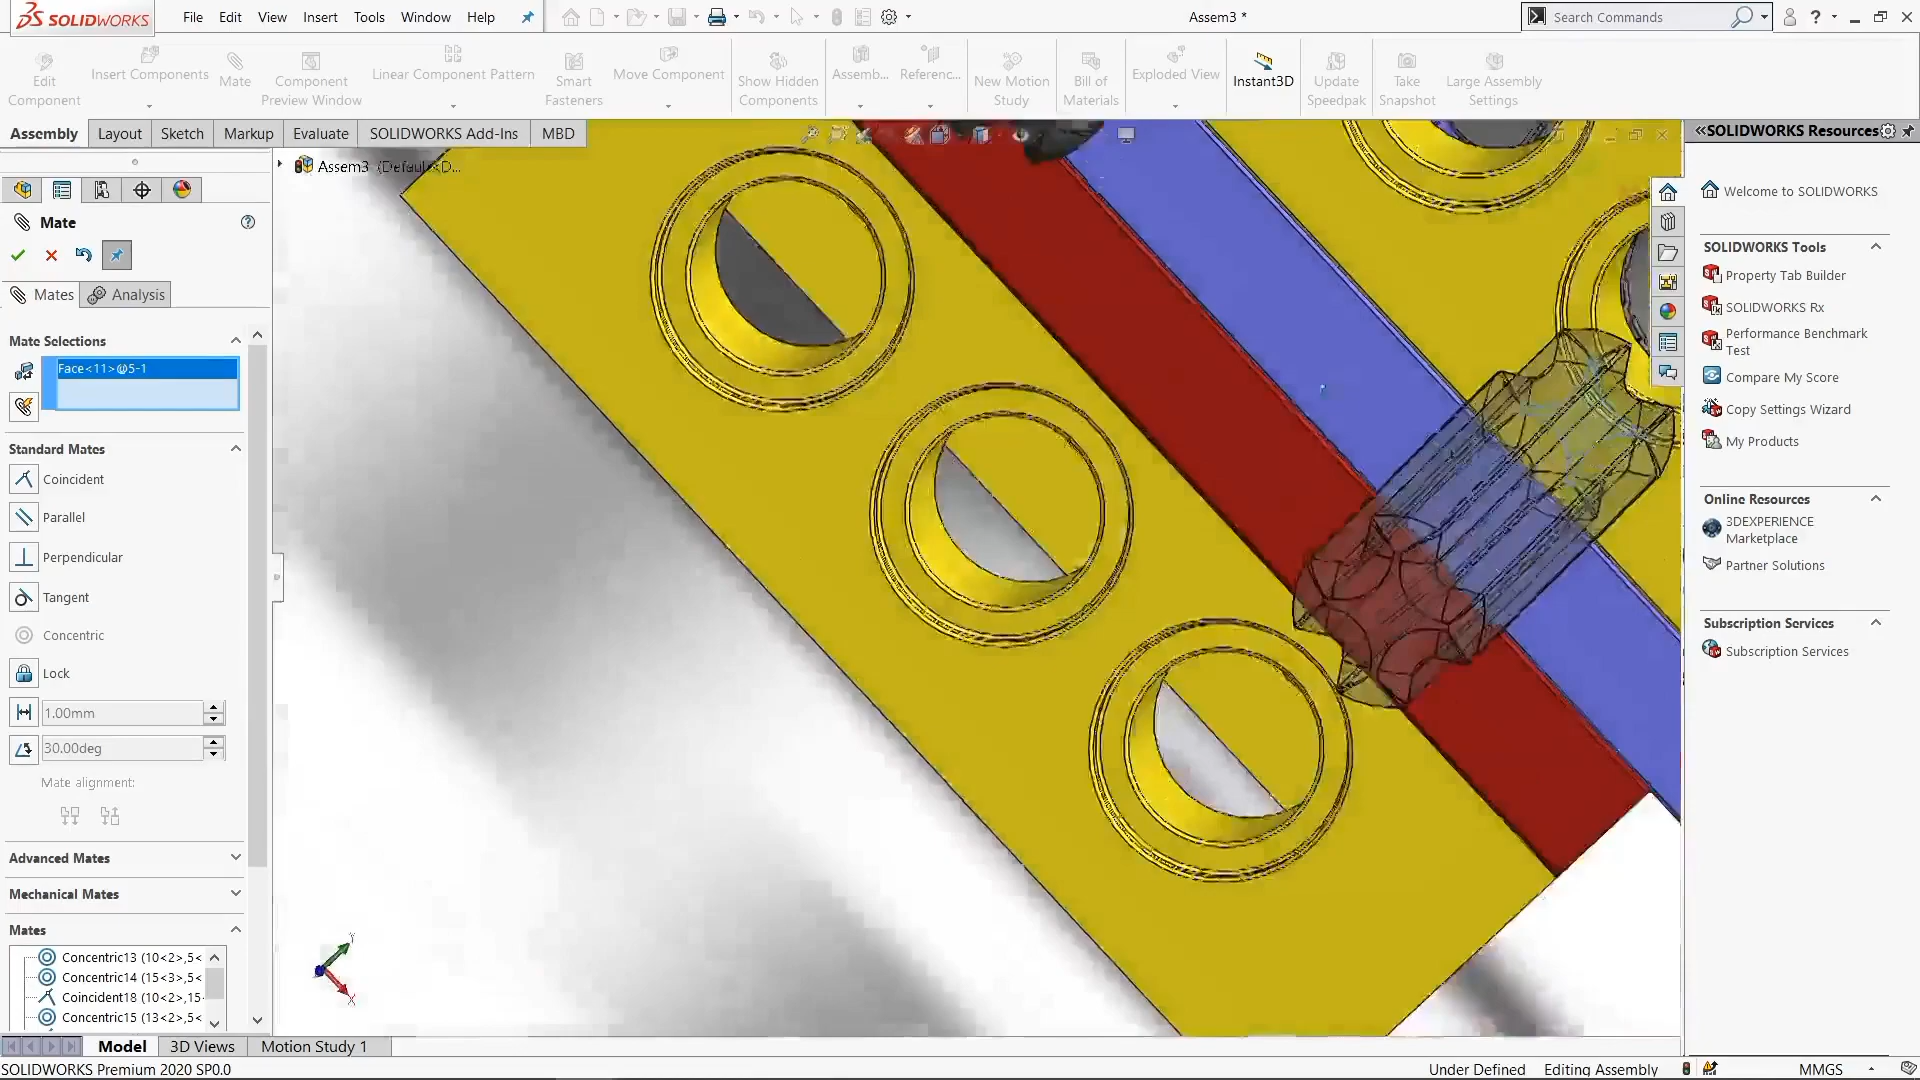 SOLIDWORKS
File Edit View Insert Tools Window Help
Assem3 *
Search Commands
Edit Component
Insert Components
Mate
Component Preview Window
Linear Component Pattern
Smart Fasteners
Move Component
Show Hidden Components
Assemb...
Referenc...
New Motion Study
Bill of Materials
Exploded View
Instant3D
Update Speedpak
Take Snapshot
Large Assembly Settings
Assembly Layout Sketch Markup Evaluate SOLIDWORKS Add-Ins MBD
Assem3 (Default<D...
Mate
Mates Analysis
Mate Selections
Face<11>@5-1
Standard Mates
Coincident
Parallel
Perpendicular
Tangent
Concentric
Lock
1.00mm
30.00deg
Mate alignment:
Advanced Mates
Mechanical Mates
Mates
Concentric13 (10<2>,5<
Concentric14 (15<3>,5<
Coincident18 (10<2>,15
Concentric15 (13<2>,5<
Y
X
SOLIDWORKS Resources
Welcome to SOLIDWORKS
SOLIDWORKS Tools
Property Tab Builder
SOLIDWORKS Rx
Performance Benchmark
Test
Compare My Score
Copy Settings Wizard
My Products
Online Resources
3DEXPERIENCE
Marketplace
Partner Solutions
Subscription Services
Subscription Services
Model 3D Views Motion Study 1
SOLIDWORKS Premium 2020 SP0.0
Under Defined Editing Assembly MMGS